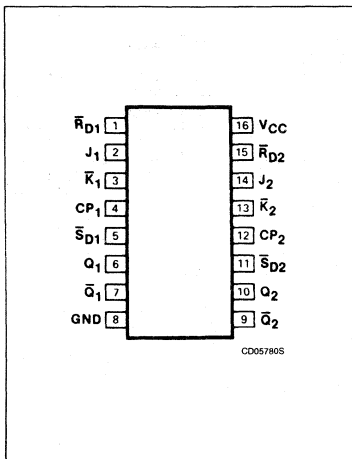 R̅D1 1 16 VCC
J1 2 15 R̅D2
K̅1 3 14 J2
CP1 4 13 K̅2
S̅D1 5 12 CP2
Q1 6 11 S̅D2
Q̅1 7 10 Q2
GND 8 9 Q̅2
CD05780S